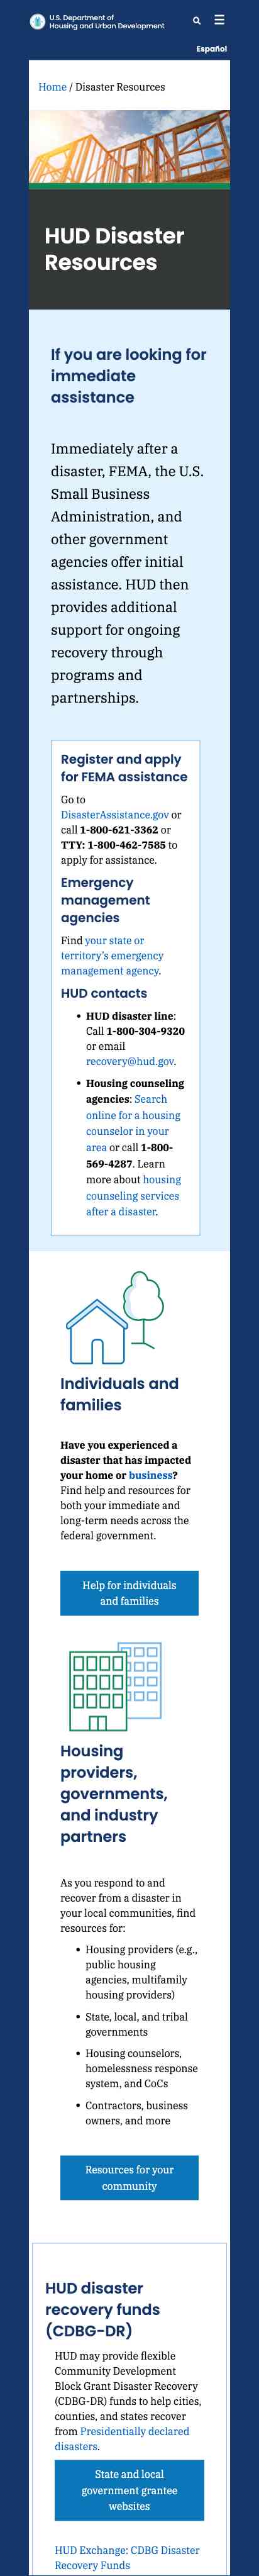 U.S. Department of
Housing and Urban Development
Español
Home / Disaster Resources
HUD Disaster
Resources
If you are looking for
immediate
assistance
Immediately after a
disaster, FEMA, the U.S.
Small Business
Administration, and
other government
agencies offer initial
assistance. HUD then
provides additional
support for ongoing
recovery through
programs and
partnerships.
Register and apply
for FEMA assistance
Go to
DisasterAssistance.gov or
call 1-800-621-3362 or
TTY: 1-800-462-7585 to
apply for assistance.
Emergency
management
agencies
Find your state or
territory’s emergency
management agency.
HUD contacts
• HUD disaster line:
Call 1-800-304-9320
or email
recovery@hud.gov.
• Housing counseling
agencies: Search
online for a housing
counselor in your
area or call 1-800-
569-4287. Learn
more about housing
counseling services
after a disaster.
Individuals and
families
Have you experienced a
disaster that has impacted
your home or business?
Find help and resources for
both your immediate and
long-term needs across the
federal government.
Help for individuals
and families
Housing
providers,
governments,
and industry
partners
As you respond to and
recover from a disaster in
your local communities, find
resources for:
• Housing providers (e.g.,
public housing
agencies, multifamily
housing providers)
• State, local, and tribal
governments
• Housing counselors,
homelessness response
system, and CoCs
• Contractors, business
owners, and more
Resources for your
community
HUD disaster
recovery funds
(CDBG-DR)
HUD may provide flexible
Community Development
Block Grant Disaster Recovery
(CDBG-DR) funds to help cities,
counties, and states recover
from Presidentially declared
disasters.
State and local
government grantee
websites
HUD Exchange: CDBG Disaster
Recovery Funds